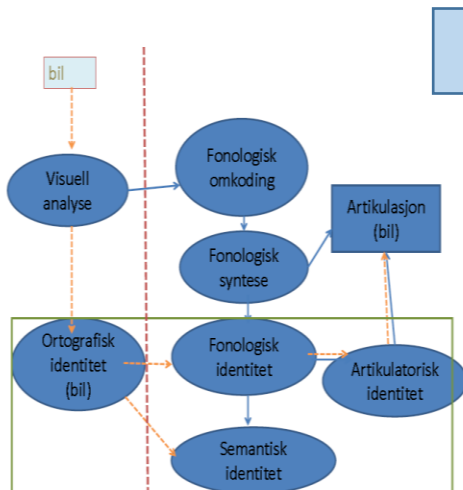 bil
Visuell
analyse
Fonologisk
omkoding
Artikulasjon
(bil)
Fonologisk
syntese
Ortografisk
identitet
(bil)
Fonologisk
identitet
Artikulatorisk
identitet
Semantisk
identitet